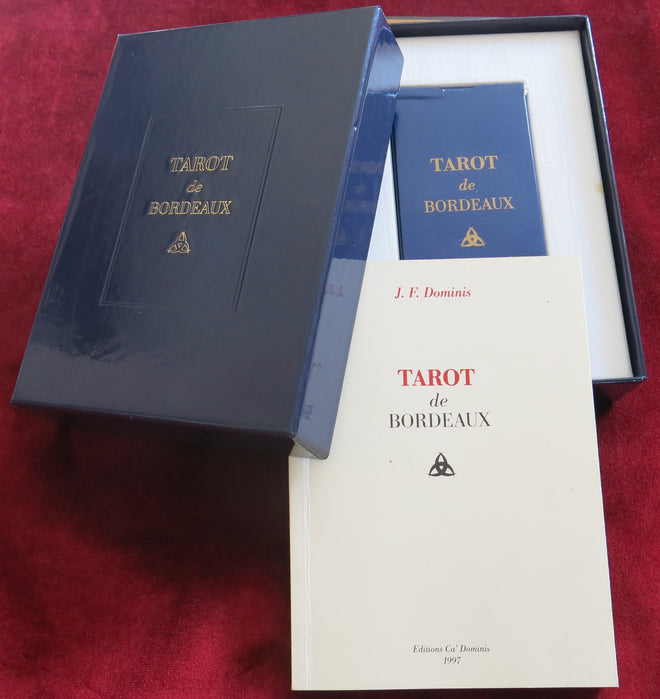 TAROT
de
BORDEAUX
TAROT
de
BORDEAUX
J. F. Dominis
TAROT
de
BORDEAUX
Editions Ca' Dominis
1997